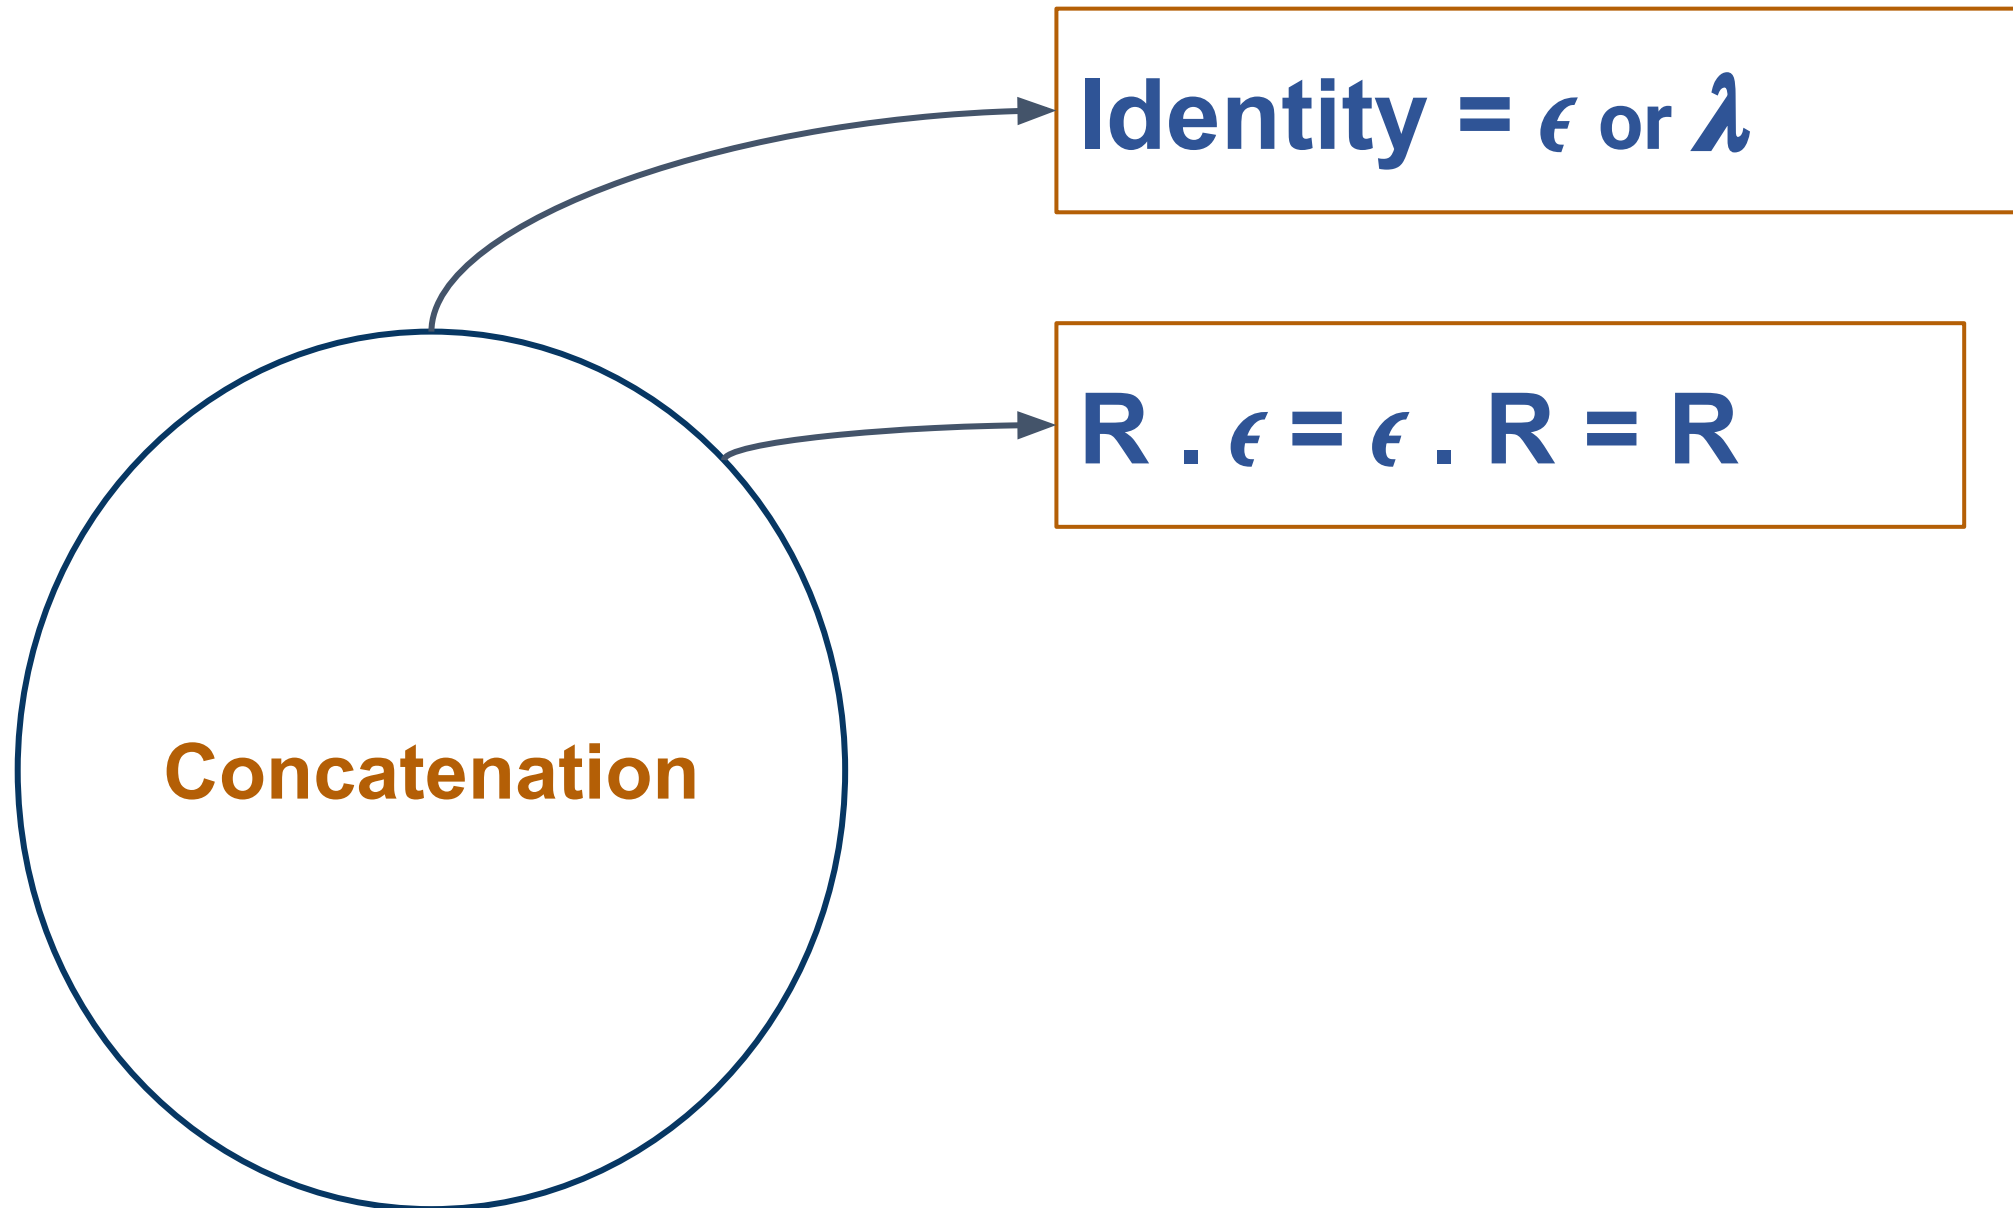 Identity = ϵ or λ
R . ϵ = ϵ . R = R
Concatenation